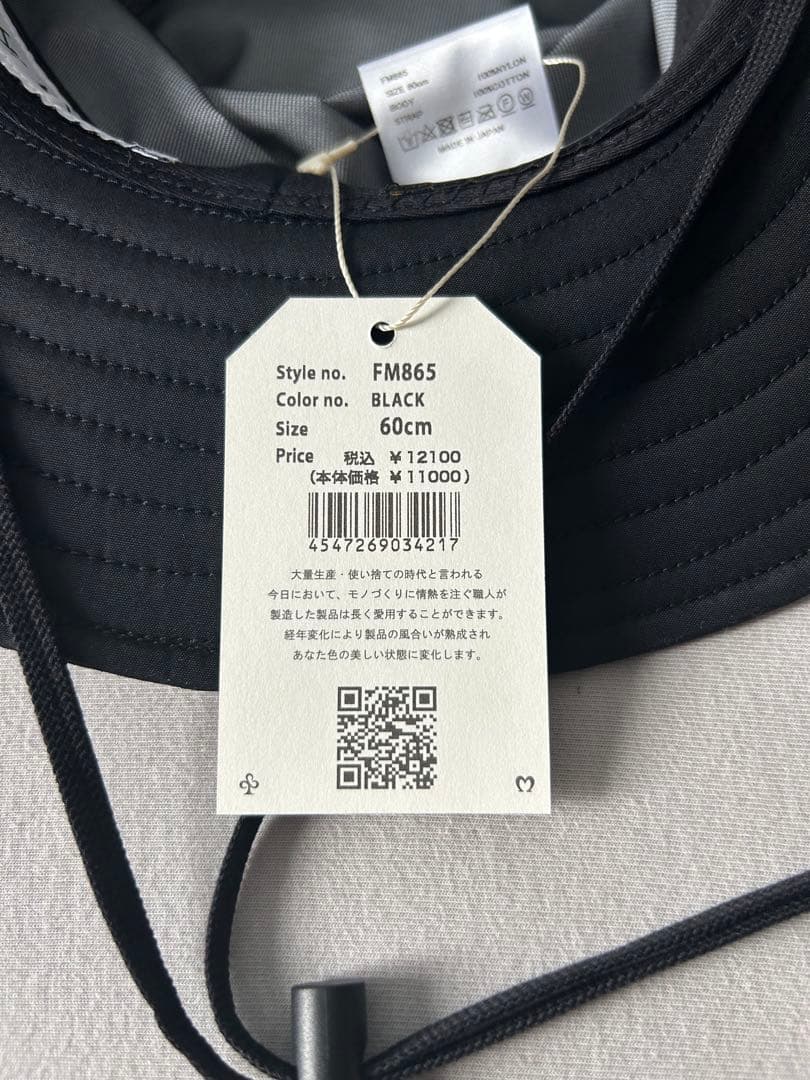 FM865
SIZE 60cm
BODY 100%NYLON
STRAP 100%COTTON
MADE IN JAPAN
Style no. FM865
Color no. BLACK
Size 60cm
Price 税込 ¥12100
(本体価格 ¥11000)
4547269034217
大量生産・使い捨ての時代と言われる
今日において、モノづくりに情熱を注ぐ職人が
製造した製品は長く愛用することができます。
経年変化により製品の風合いが熟成され
あなた色の美しい状態に変化します。